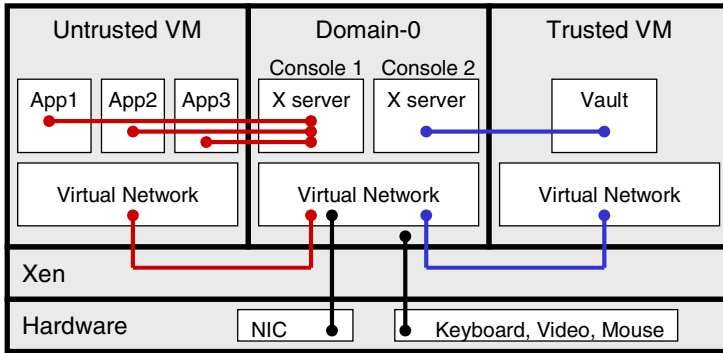 Untrusted VM
Domain-0
Trusted VM
Console 1
Console 2
App1
App2
App3
X server
X server
Vault
Virtual Network
Virtual Network
Virtual Network
Xen
Hardware
NIC
Keyboard, Video, Mouse